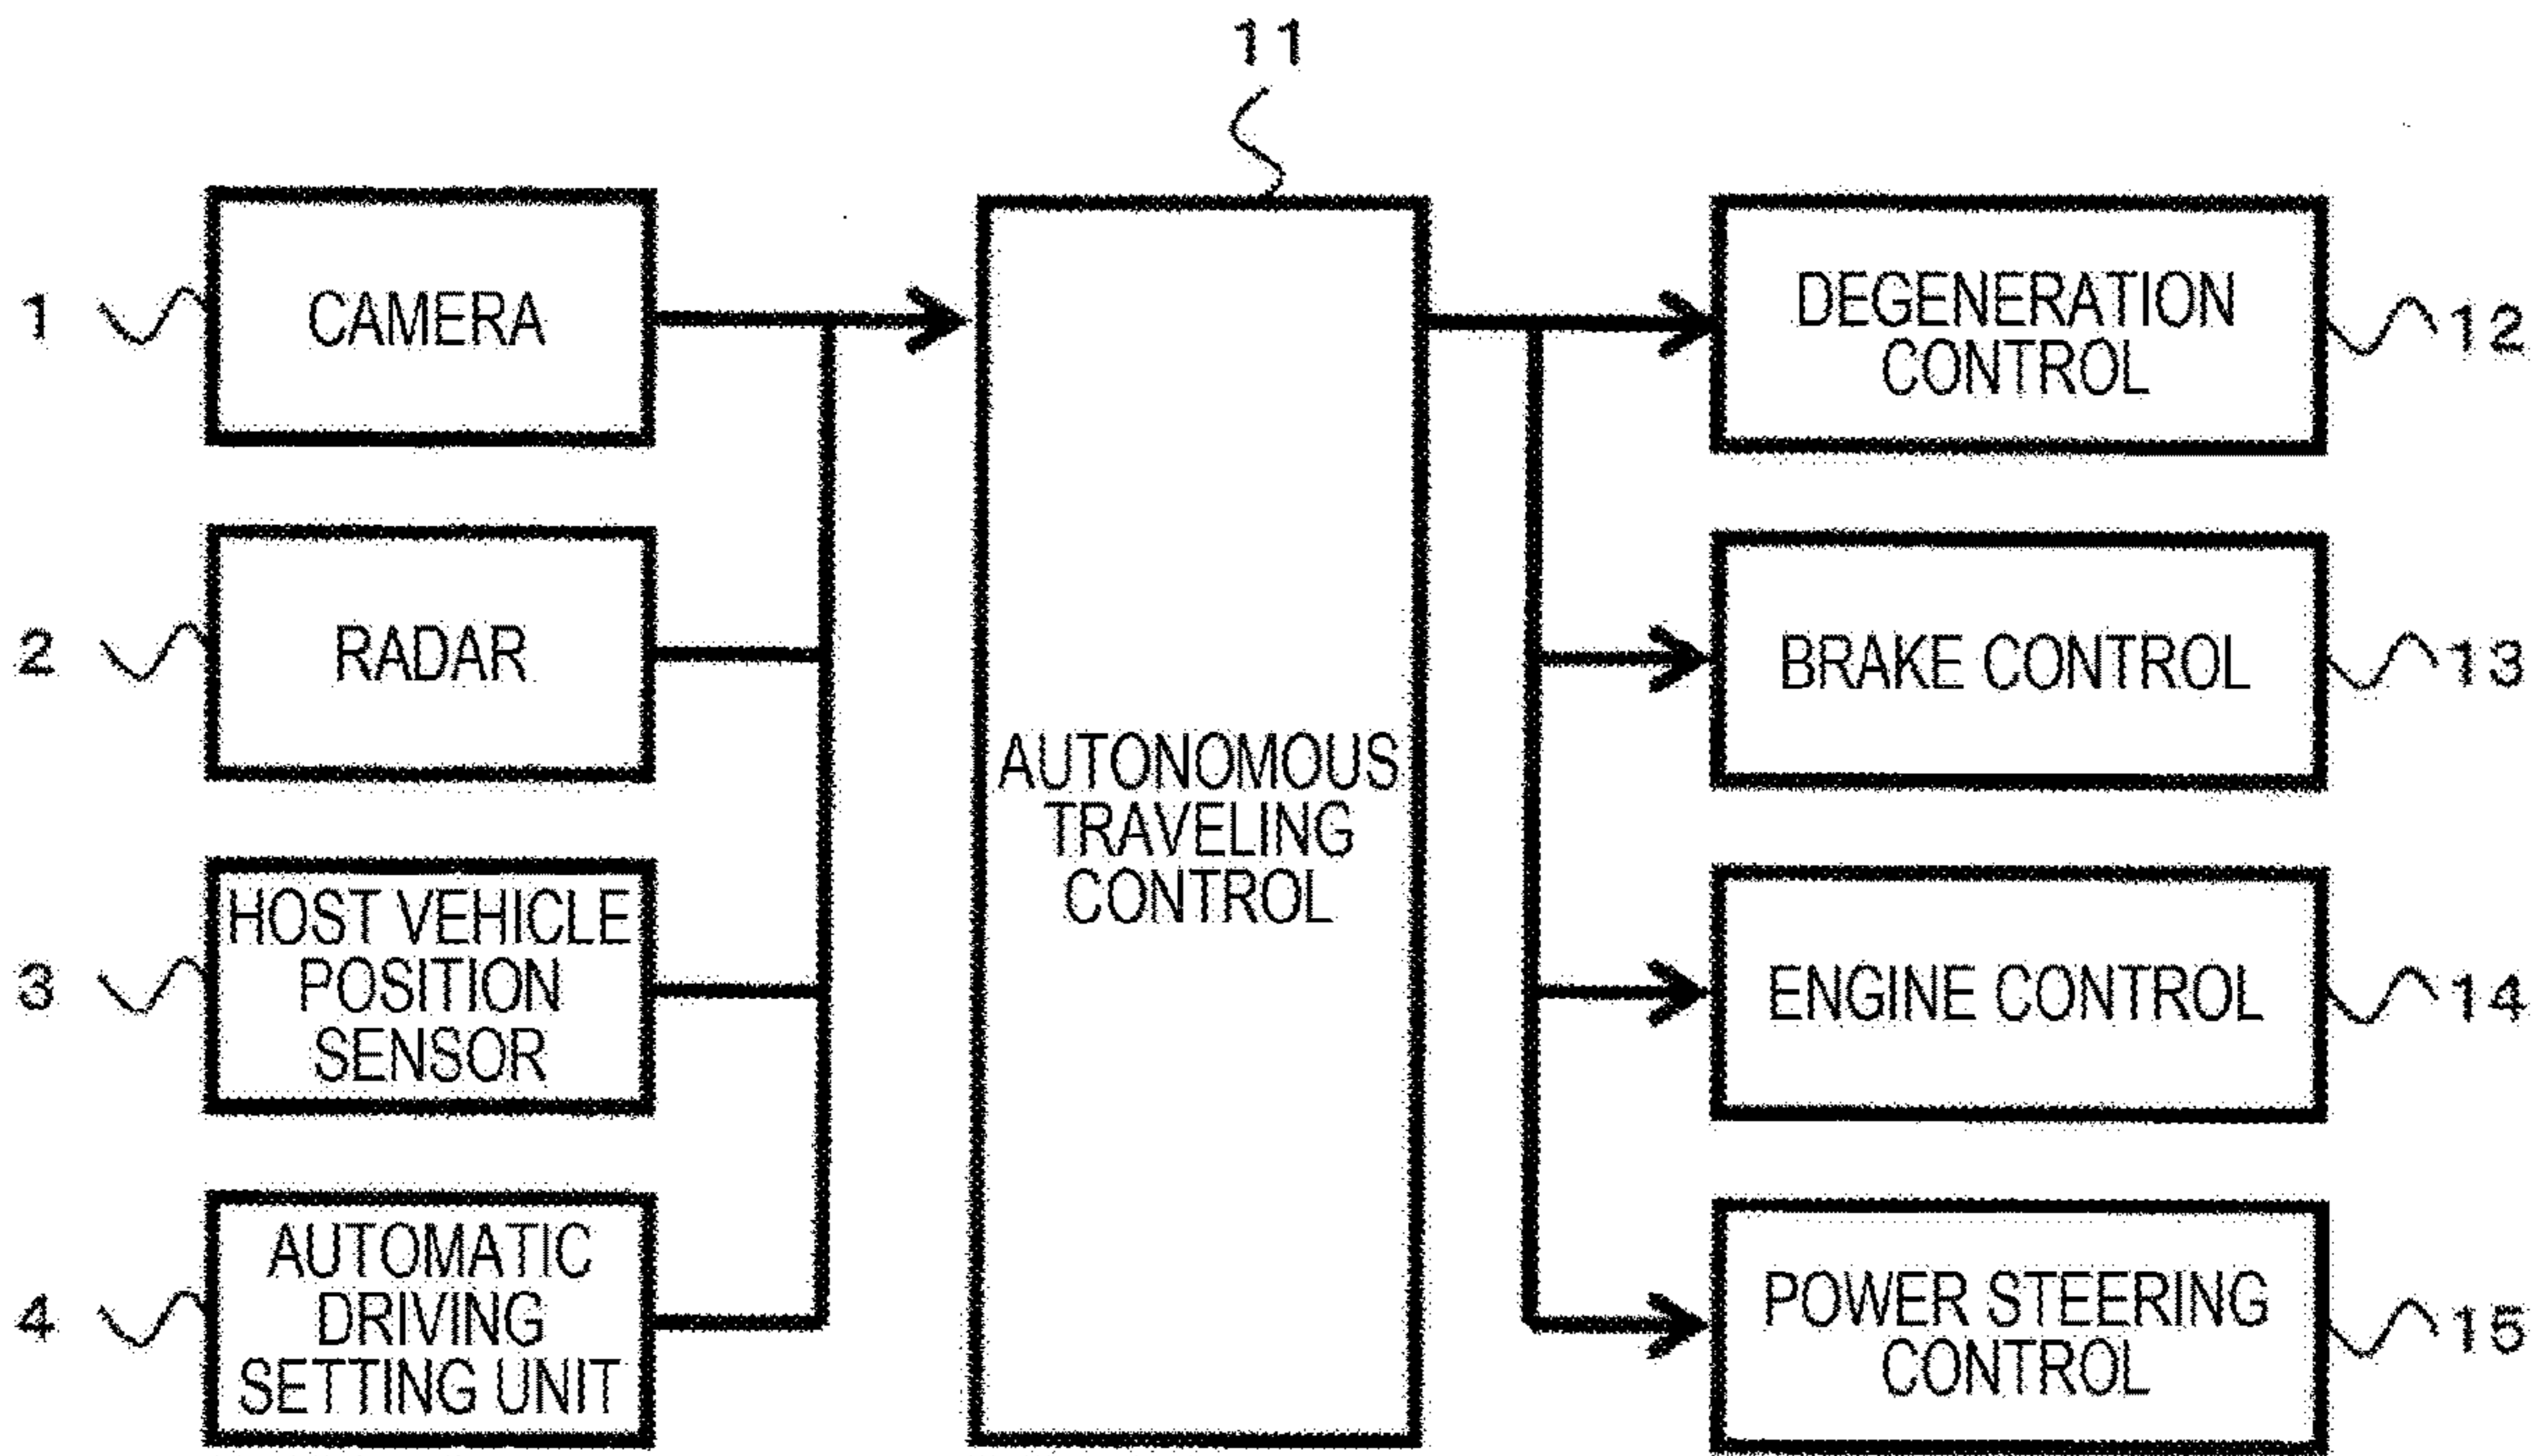 11
1
CAMERA
2
RADAR
3
HOST VEHICLE
POSITION
SENSOR
4
AUTOMATIC
DRIVING
SETTING UNIT
AUTONOMOUS
TRAVELING
CONTROL
DEGENERATION
CONTROL
12
BRAKE CONTROL
13
ENGINE CONTROL
14
POWER STEERING
CONTROL
15